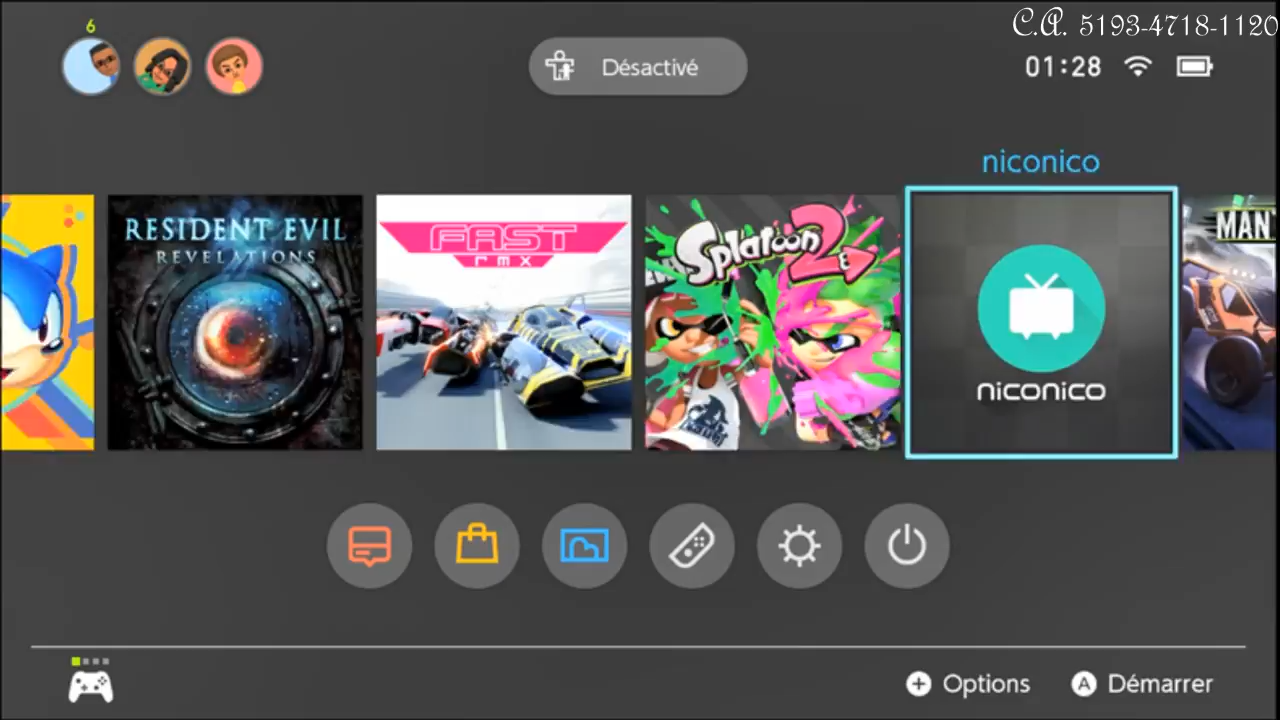 C.A. 5193-4718-1120
6
Désactivé
01:28
niconico
RESIDENT EVIL
REVELATIONS
FAST
rmx
Splatoon 2
niconico
MAN
Options
Démarrer